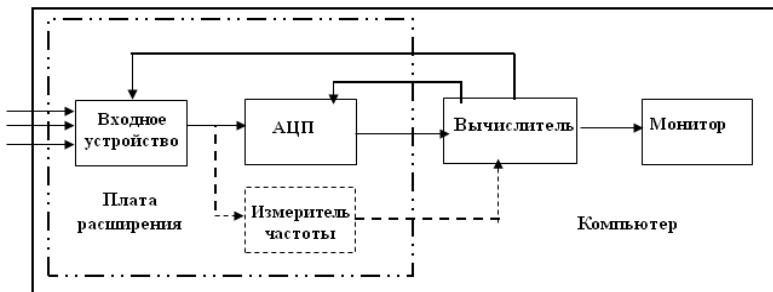 Входное
устройство
АЦП
Вычислитель
Монитор
Плата
расширения
Измеритель
частоты
Компьютер